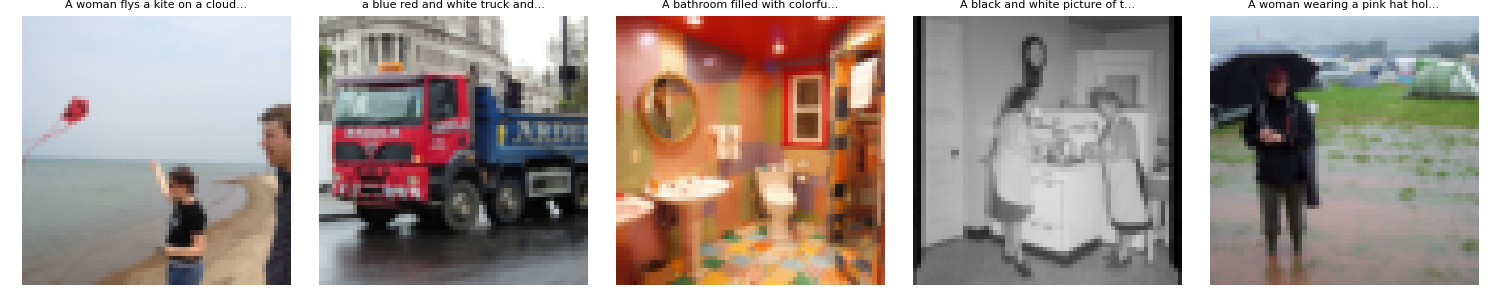 A woman flys a kite on a cloud...
a blue red and white truck and...
A bathroom filled with colorfu...
A black and white picture of t...
A woman wearing a pink hat hol...
ARDEN